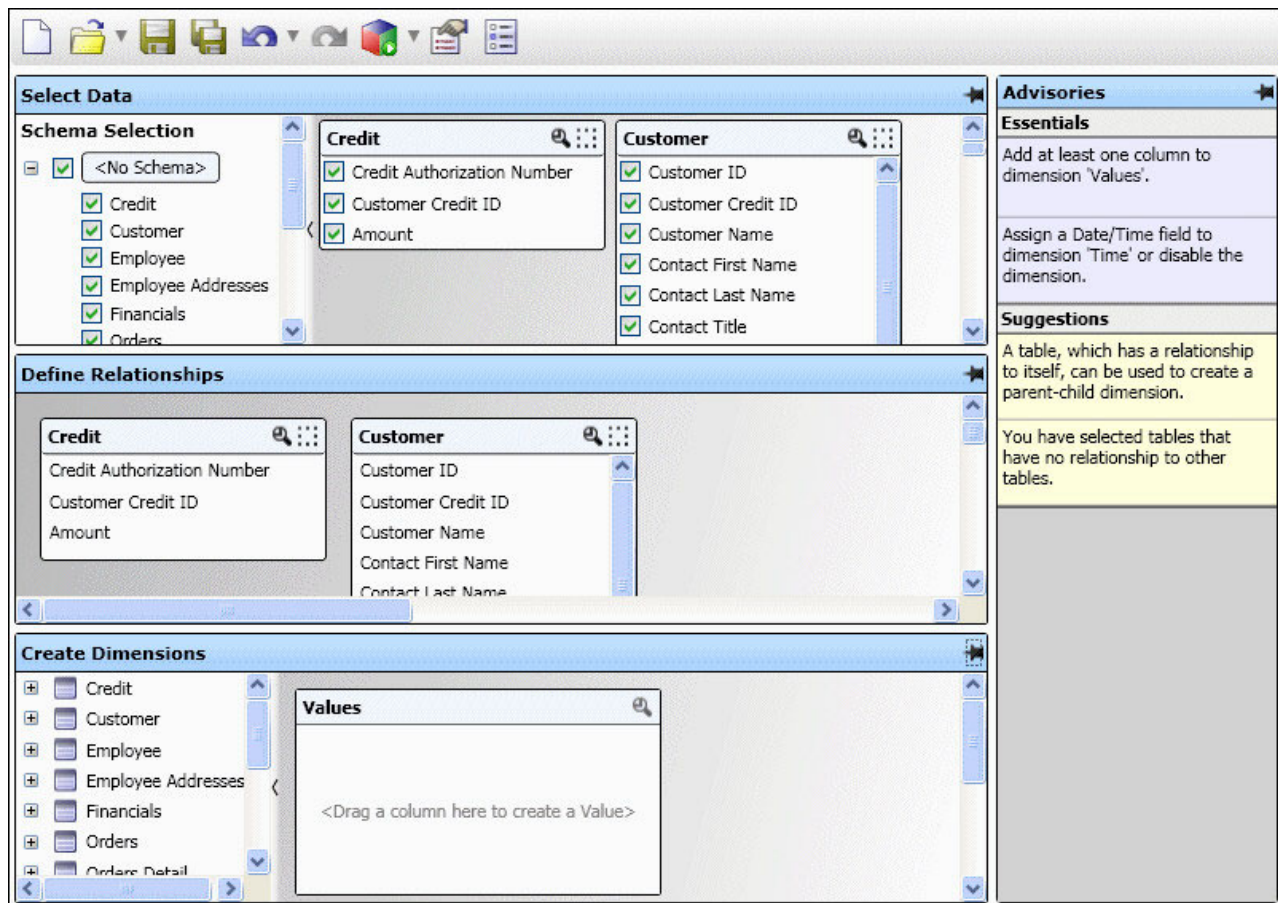 Select Data
Schema Selection
<No Schema>
Credit
Customer
Employee
Employee Addresses
Financials
Orders
Credit
Credit Authorization Number
Customer Credit ID
Amount
Customer
Customer ID
Customer Credit ID
Customer Name
Contact First Name
Contact Last Name
Contact Title
Define Relationships
Credit
Credit Authorization Number
Customer Credit ID
Amount
Customer
Customer ID
Customer Credit ID
Customer Name
Contact First Name
Contact Last Name
Create Dimensions
Credit
Customer
Employee
Employee Addresses
Financials
Orders
Orders Detail
Values
<Drag a column here to create a Value>
Advisories
Essentials
Add at least one column to
dimension 'Values'.
Assign a Date/Time field to
dimension 'Time' or disable the
dimension.
Suggestions
A table, which has a relationship
to itself, can be used to create a
parent-child dimension.
You have selected tables that
have no relationship to other
tables.